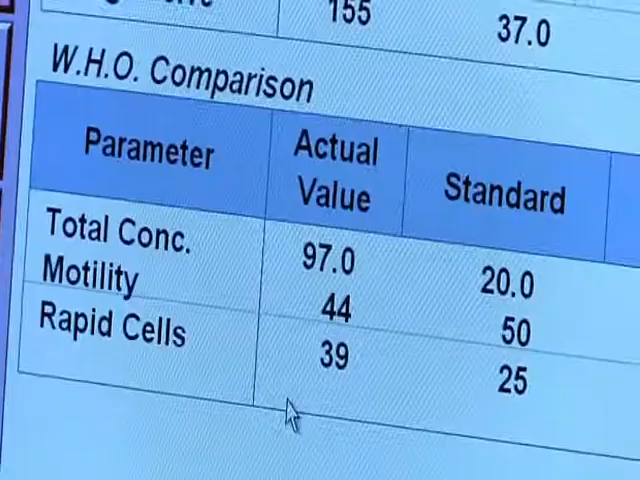 155 37.0
W.H.O. Comparison
Parameter Actual Value Standard
Total Conc. 97.0 20.0
Motility 44 50
Rapid Cells 39 25